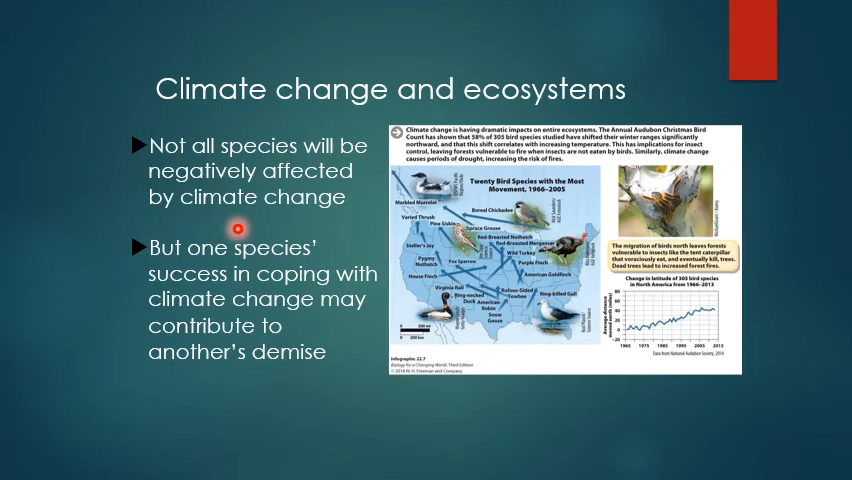 Climate change and ecosystems
Not all species will be
negatively affected
by climate change
But one species’
success in coping with
climate change may
contribute to
another’s demise
Climate change is having dramatic impacts on entire ecosystems. The Annual Audubon Christmas Bird
Count has shown that 58% of 305 bird species studied have shifted their winter ranges significantly
northward, and that this shift correlates with increasing temperature. This has implications for insect
control, leaving forests vulnerable to fire when insects are not eaten by birds. Similarly, climate change
causes periods of drought, increasing the risk of fires.
Twenty Bird Species with the Most
Movement, 1966–2005
Marbled Murrelet
Boreal Chickadee
Varied Thrush
Pine Siskin
Spruce Grouse
Red-Breasted Nuthatch
Steller's Jay
Red-Breasted Merganser
Wild Turkey
Pygmy
Nuthatch
Fox Sparrow
Purple Finch
House Finch
American Goldfinch
Virginia Rail
Rufous-Sided
Towhee
Ring-billed Gull
Ring-necked
Duck
American
Robin
Snow
Goose
200 mi
200 km
The migration of birds north leaves forests
vulnerable to insects like the tent caterpillar
that voraciously eat, and eventually kill, trees.
Dead trees lead to increased forest fires.
Change in latitude of 305 bird species
in North America from 1966–2013
Average distance
moved north (miles)
80
60
40
20
0
−20
1965 1975 1985 1995 2005 2015
Data from National Audubon Society, 2014
Infographic 22.7
Biology for a Changing World, Third Edition
© 2018 W. H. Freeman and Company